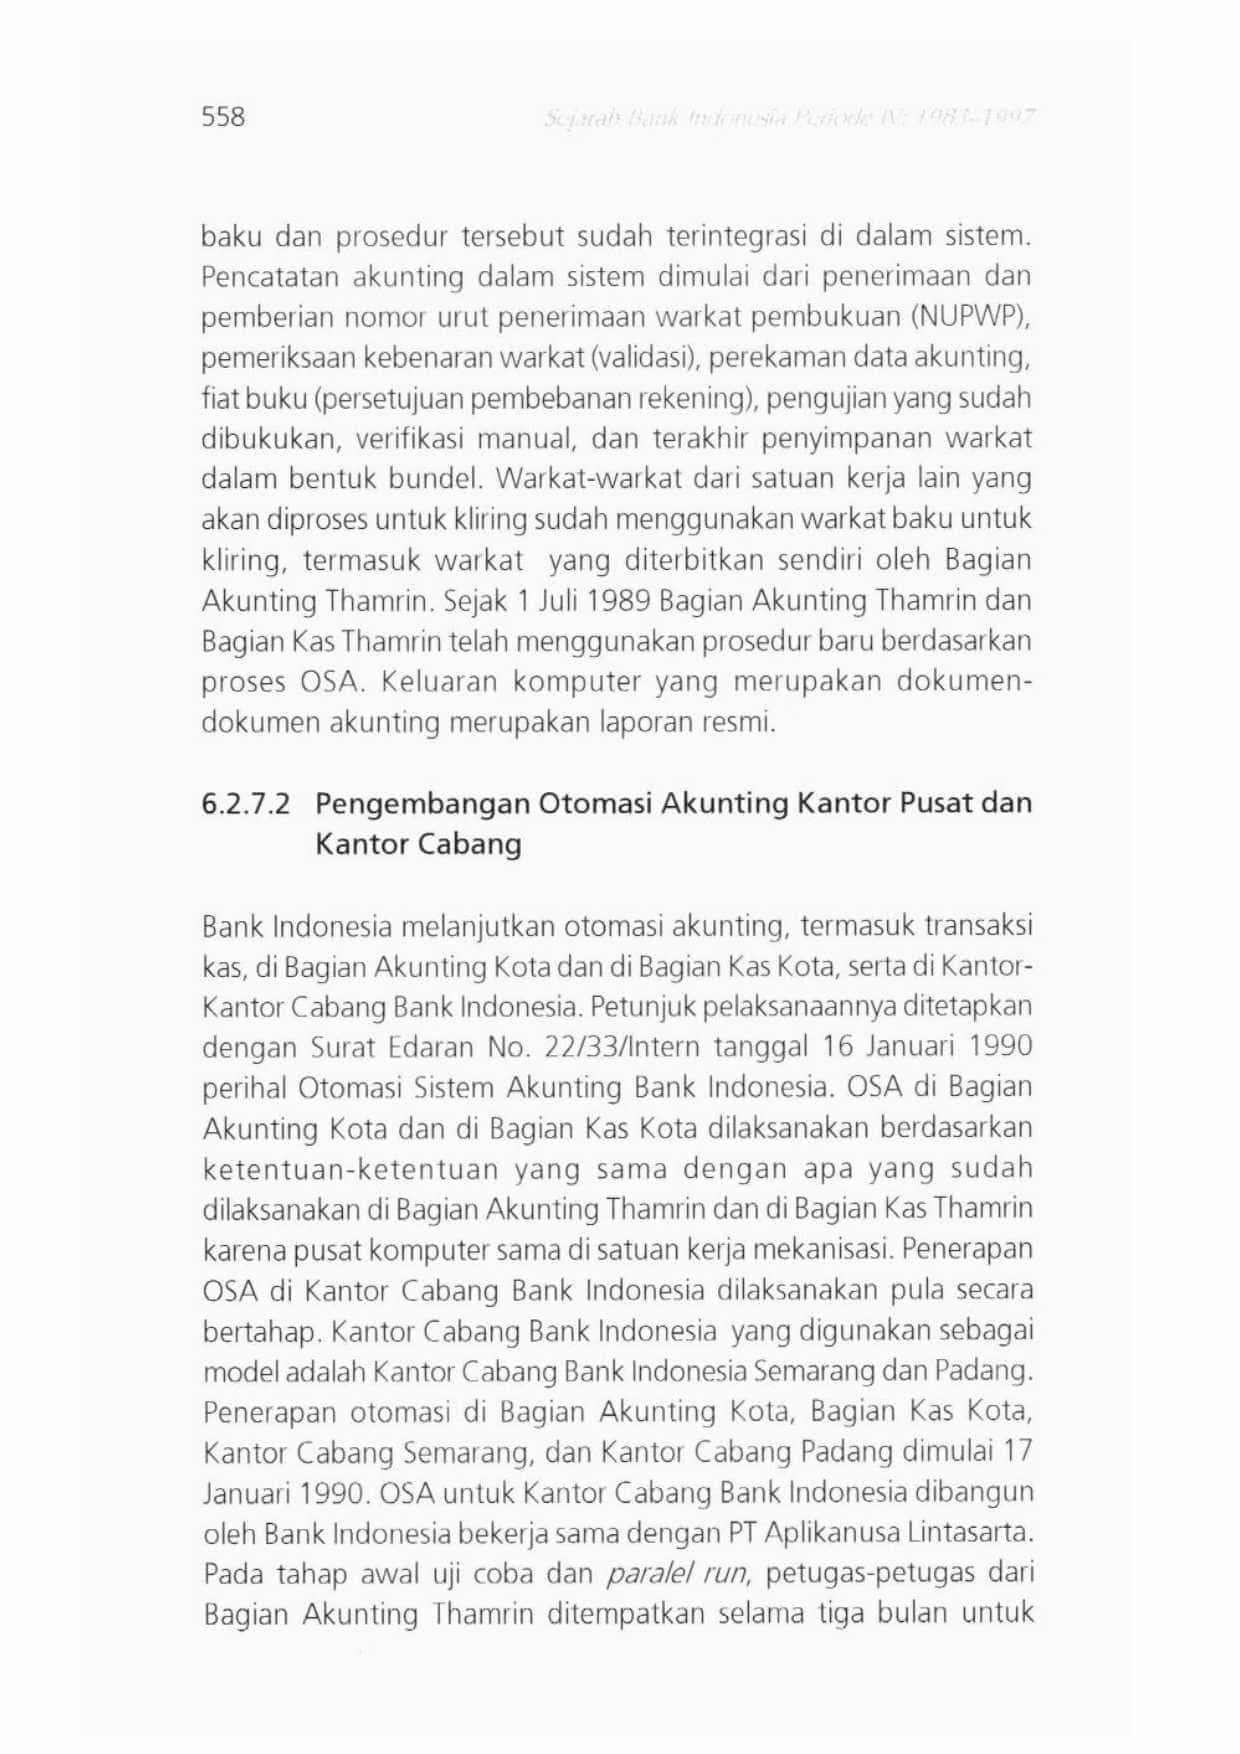 558
Sejarah Bank Indonesia Periode IV: 1983–1997
baku dan prosedur tersebut sudah terintegrasi di dalam sistem.
Pencatatan akunting dalam sistem dimulai dari penerimaan dan
pemberian nomor urut penerimaan warkat pembukuan (NUPWP),
pemeriksaan kebenaran warkat (validasi), perekaman data akunting,
fiat buku (persetujuan pembebanan rekening), pengujian yang sudah
dibukukan, verifikasi manual, dan terakhir penyimpanan warkat
dalam bentuk bundel. Warkat-warkat dari satuan kerja lain yang
akan diproses untuk kliring sudah menggunakan warkat baku untuk
kliring, termasuk warkat yang diterbitkan sendiri oleh Bagian
Akunting Thamrin. Sejak 1 Juli 1989 Bagian Akunting Thamrin dan
Bagian Kas Thamrin telah menggunakan prosedur baru berdasarkan
proses OSA. Keluaran komputer yang merupakan dokumen-
dokumen akunting merupakan laporan resmi.
6.2.7.2 Pengembangan Otomasi Akunting Kantor Pusat dan
Kantor Cabang
Bank Indonesia melanjutkan otomasi akunting, termasuk transaksi
kas, di Bagian Akunting Kota dan di Bagian Kas Kota, serta di Kantor-
Kantor Cabang Bank Indonesia. Petunjuk pelaksanaannya ditetapkan
dengan Surat Edaran No. 22/33/Intern tanggal 16 Januari 1990
perihal Otomasi Sistem Akunting Bank Indonesia. OSA di Bagian
Akunting Kota dan di Bagian Kas Kota dilaksanakan berdasarkan
ketentuan-ketentuan yang sama dengan apa yang sudah
dilaksanakan di Bagian Akunting Thamrin dan di Bagian Kas Thamrin
karena pusat komputer sama di satuan kerja mekanisasi. Penerapan
OSA di Kantor Cabang Bank Indonesia dilaksanakan pula secara
bertahap. Kantor Cabang Bank Indonesia yang digunakan sebagai
model adalah Kantor Cabang Bank Indonesia Semarang dan Padang.
Penerapan otomasi di Bagian Akunting Kota, Bagian Kas Kota,
Kantor Cabang Semarang, dan Kantor Cabang Padang dimulai 17
Januari 1990. OSA untuk Kantor Cabang Bank Indonesia dibangun
oleh Bank Indonesia bekerja sama dengan PT Aplikanusa Lintasarta.
Pada tahap awal uji coba dan paralel run, petugas-petugas dari
Bagian Akunting Thamrin ditempatkan selama tiga bulan untuk